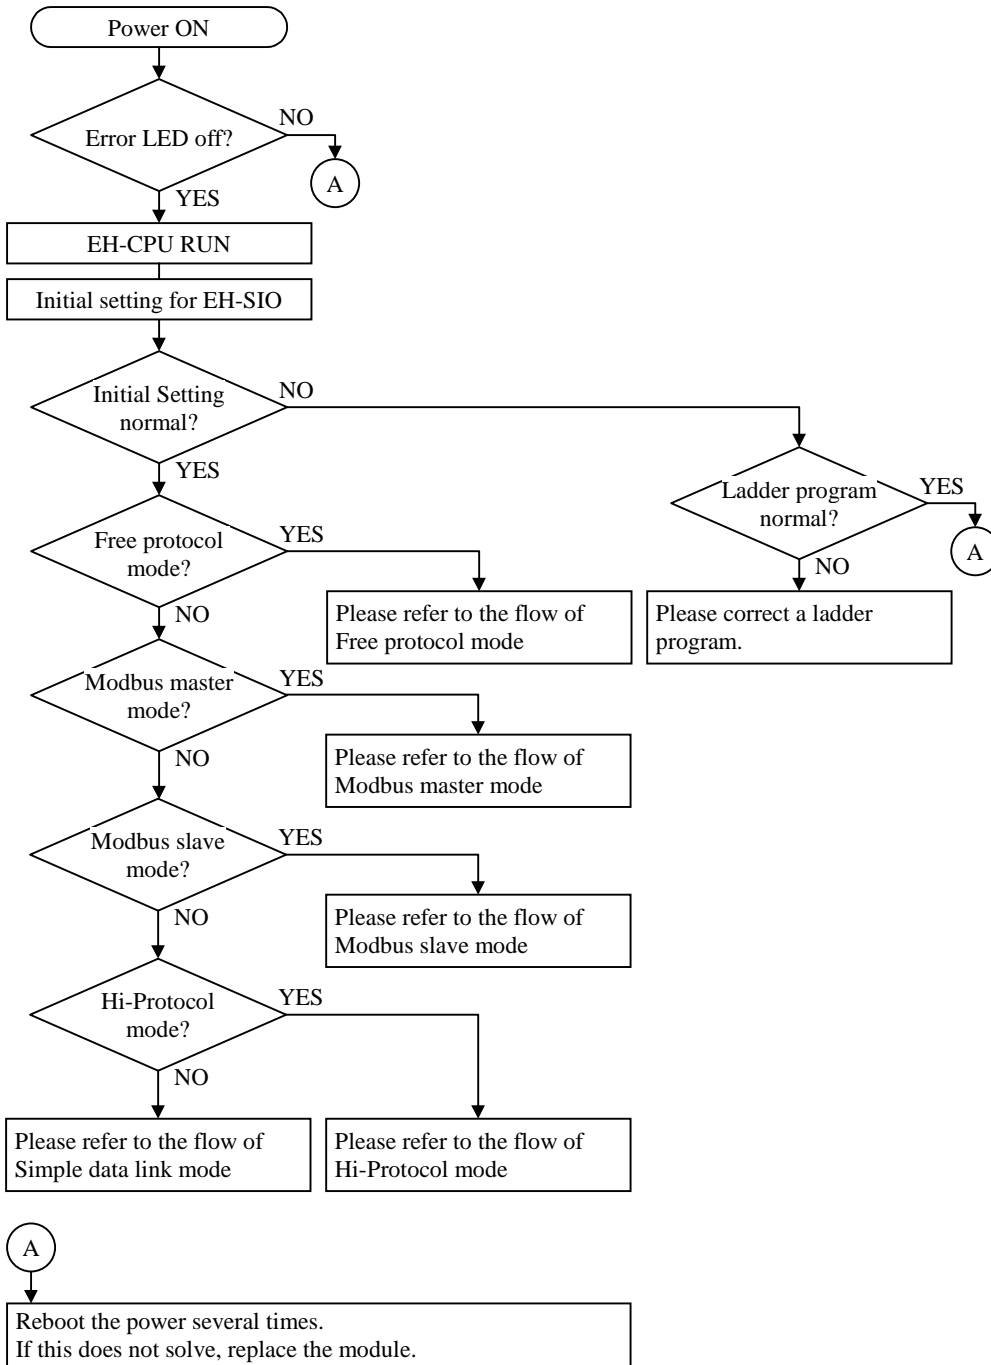 Power ON
Error LED off?
NO
A
YES
EH-CPU RUN
Initial setting for EH-SIO
Initial Setting
normal?
NO
YES
Ladder program
normal?
YES
A
NO
Please correct a ladder
program.
Free protocol
mode?
YES
Please refer to the flow of
Free protocol mode
NO
Modbus master
mode?
YES
Please refer to the flow of
Modbus master mode
NO
Modbus slave
mode?
YES
Please refer to the flow of
Modbus slave mode
NO
Hi-Protocol
mode?
YES
NO
Please refer to the flow of
Simple data link mode
Please refer to the flow of
Hi-Protocol mode
A
Reboot the power several times.
If this does not solve, replace the module.